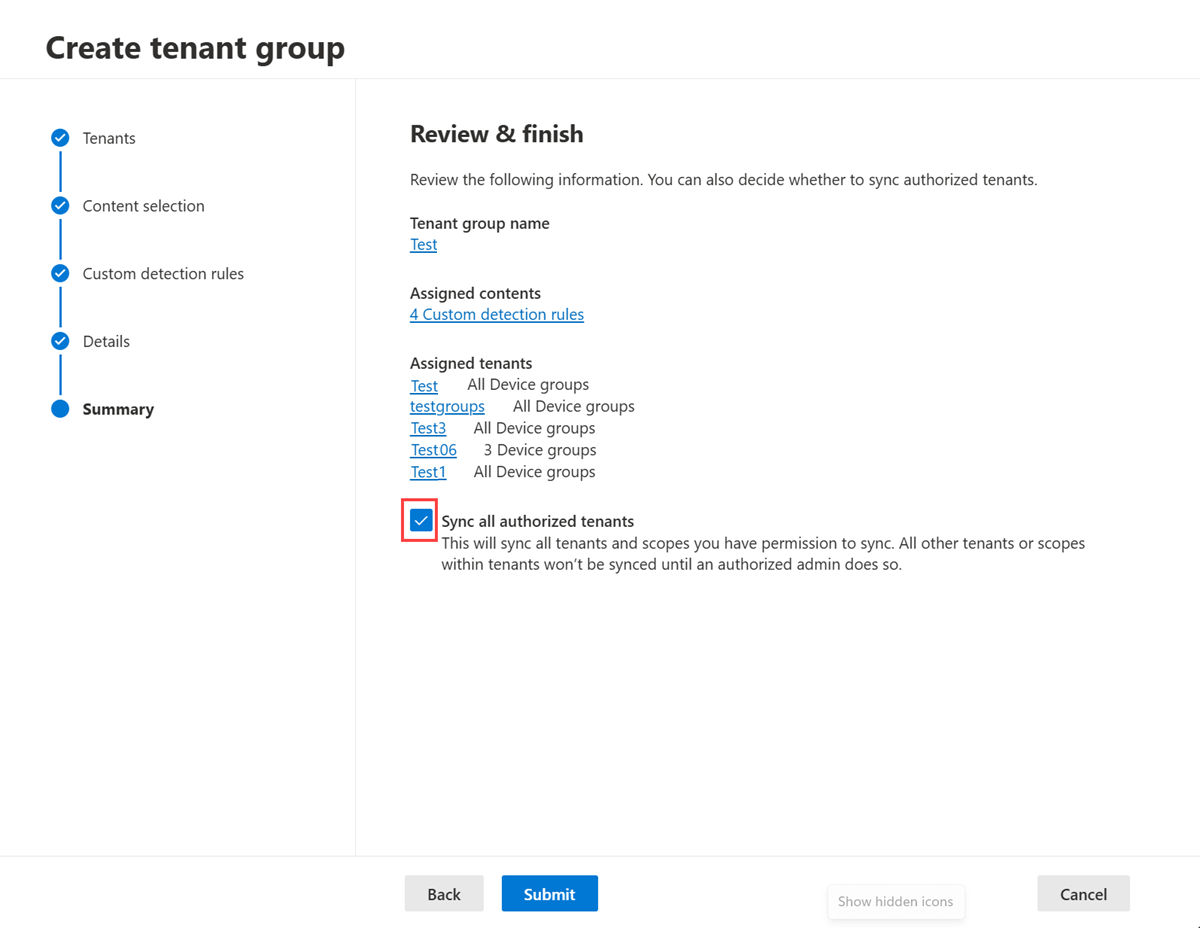 Create tenant group
Tenants
Content selection
Custom detection rules
Details
Summary
Review & finish
Review the following information. You can also decide whether to sync authorized tenants.
Tenant group name
Test
Assigned contents
4 Custom detection rules
Assigned tenants
Test All Device groups
testgroups All Device groups
Test3 All Device groups
Test06 3 Device groups
Test1 All Device groups
Sync all authorized tenants
This will sync all tenants and scopes you have permission to sync. All other tenants or scopes
within tenants won’t be synced until an authorized admin does so.
Back Submit Show hidden icons Cancel